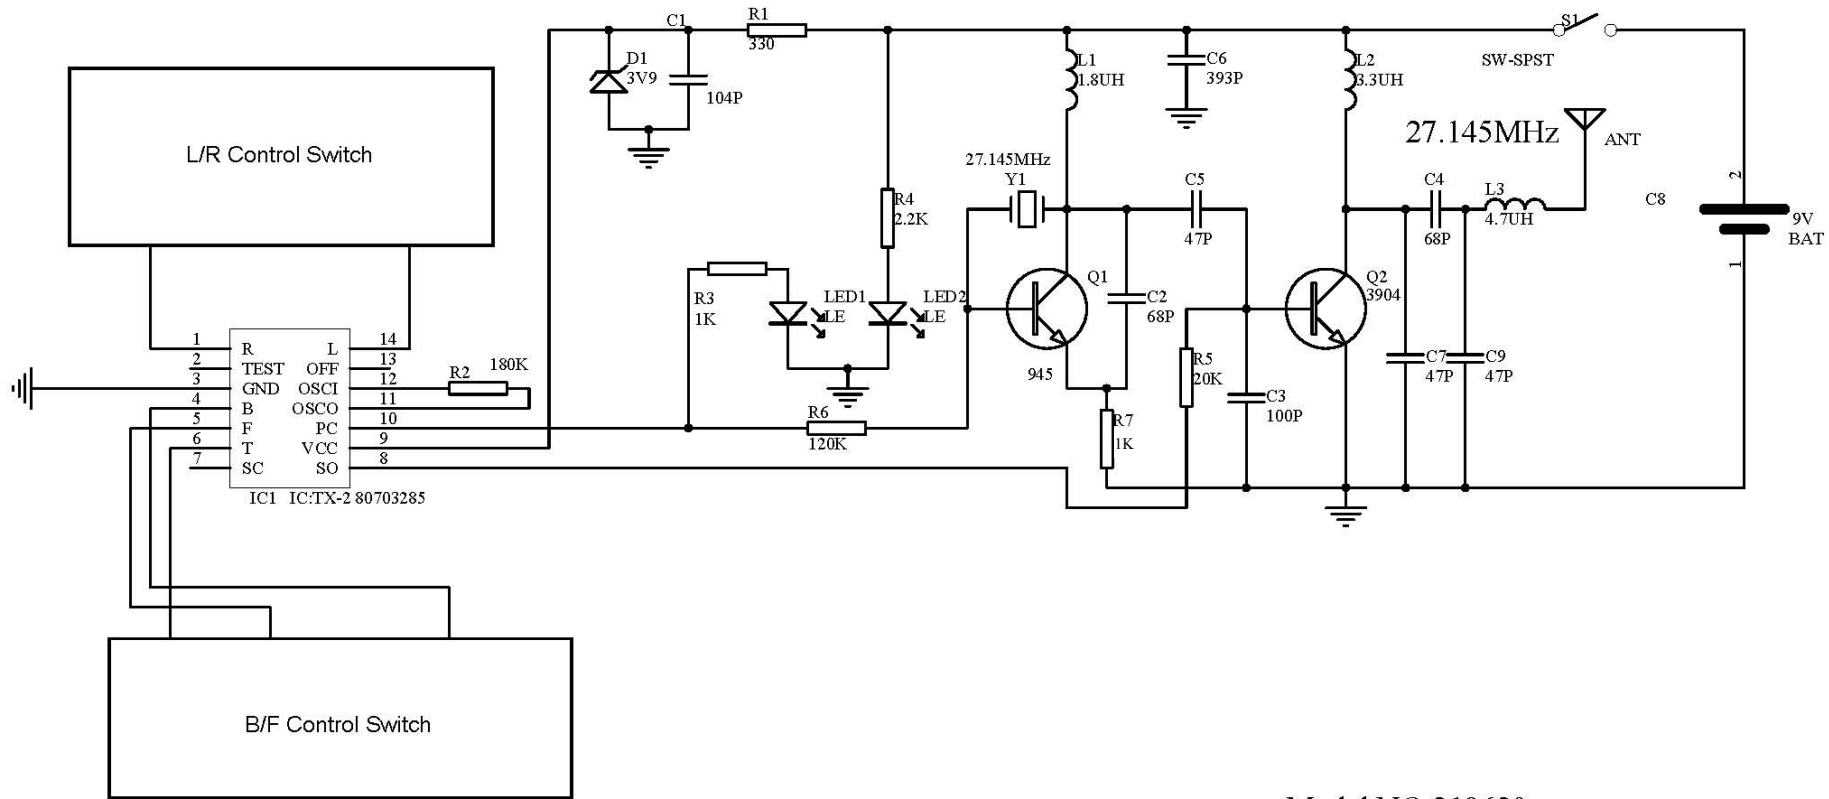 C1
R1
330
S1
SW-SPST
D1
3V9
104P
L1
1.8UH
C6
393P
L2
3.3UH
27.145MHz
ANT
L/R Control Switch
27.145MHz
Y1
C5
47P
C4
68P
L3
4.7UH
C8
2
9V
BAT
1
R4
2.2K
R3
1K
LED1
LE
LED2
LE
Q1
945
C2
68P
Q2
3904
R5
20K
C3
100P
C7
47P
C9
47P
R7
1K
1 R L 14
2 TEST OFF 13
3 GND OSCI 12
4 B OSCO 11
5 F PC 10
6 T VCC 9
7 SC SO 8
R2
180K
R6
120K
IC1 IC:TX-2 80703285
B/F Control Switch